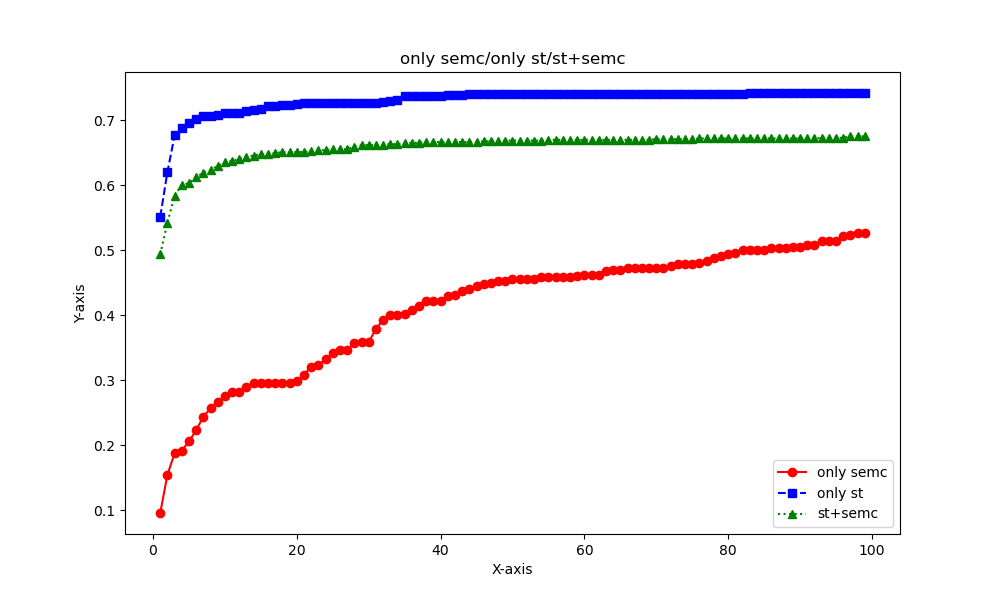 only semc/only st/st+semc
Y-axis
0.7
0.6
0.5
0.4
0.3
0.2
0.1
0 20 40 60 80 100
X-axis
only semc
only st
st+semc